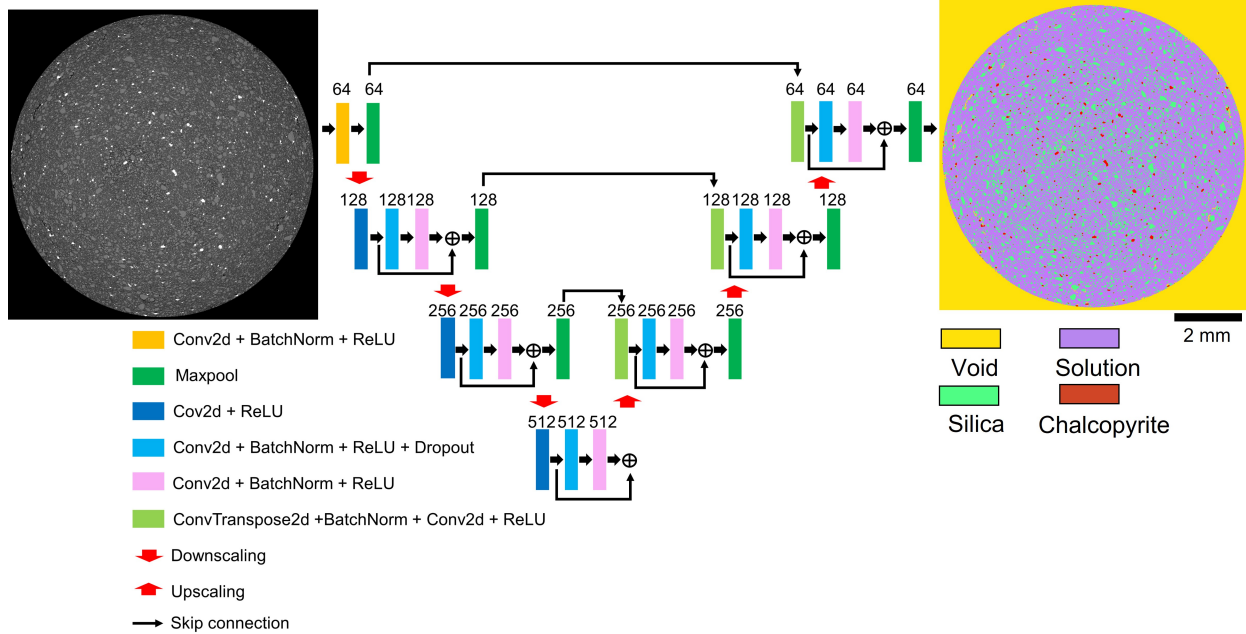 64 64
64 64 64 64
128 128 128 128
128 128 128 128
256 256 256 256
256 256 256 256
512 512 512
Conv2d + BatchNorm + ReLU
Maxpool
Cov2d + ReLU
Conv2d + BatchNorm + ReLU + Dropout
Conv2d + BatchNorm + ReLU
ConvTranspose2d +BatchNorm + Conv2d + ReLU
Downscaling
Upscaling
Skip connection
2 mm
Void Solution
Silica Chalcopyrite